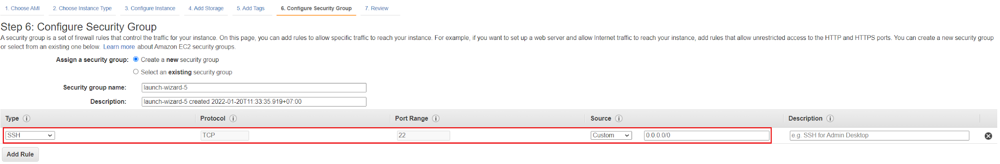 1. Choose AMI 2. Choose Instance Type 3. Configure Instance 4. Add Storage 5. Add Tags 6. Configure Security Group 7. Review
Step 6: Configure Security Group
A security group is a set of firewall rules that control the traffic for your instance. On this page, you can add rules to allow specific traffic to reach your instance. For example, if you want to set up a web server and allow Internet traffic to reach your instance, add rules that allow unrestricted access to the HTTP and HTTPS ports. You can create a new security group
or select from an existing one below. Learn more about Amazon EC2 security groups.
Assign a security group: Create a new security group
Select an existing security group
Security group name: launch-wizard-5
Description: launch-wizard-5 created 2022-01-20T11:33:35.919+07:00
Type i Protocol i Port Range i Source i Description i
SSH TCP 22 Custom 0.0.0.0/0 e.g. SSH for Admin Desktop
Add Rule